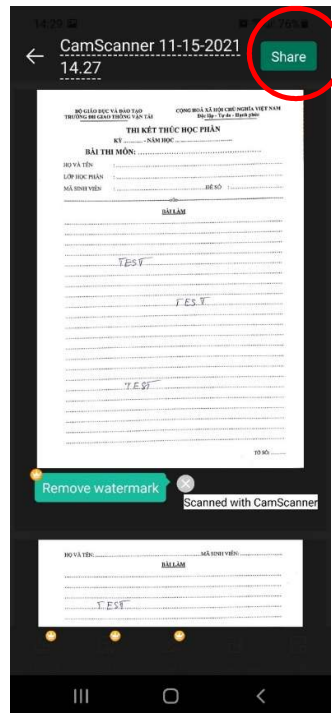 14:29 76%
CamScanner 11-15-2021
14.27
Share
BỘ GIÁO DỤC VÀ ĐÀO TẠO
TRƯỜNG ĐH GIAO THÔNG VẬN TẢI
CỘNG HOÀ XÃ HỘI CHỦ NGHĨA VIỆT NAM
Độc lập - Tự do - Hạnh phúc
THI KẾT THÚC HỌC PHẦN
KỲ ........... - NĂM HỌC ...........
BÀI THI MÔN: ...........
HỌ VÀ TÊN : ...........
LỚP HỌC PHẦN : ...........
MÃ SINH VIÊN : ........... ĐỀ SỐ : ...........
BÀI LÀM
TEST
TEST
TEST
TỜ SỐ: ...........
Remove watermark
Scanned with CamScanner
HỌ VÀ TÊN: ........... MÃ SINH VIÊN: ...........
BÀI LÀM
TEST